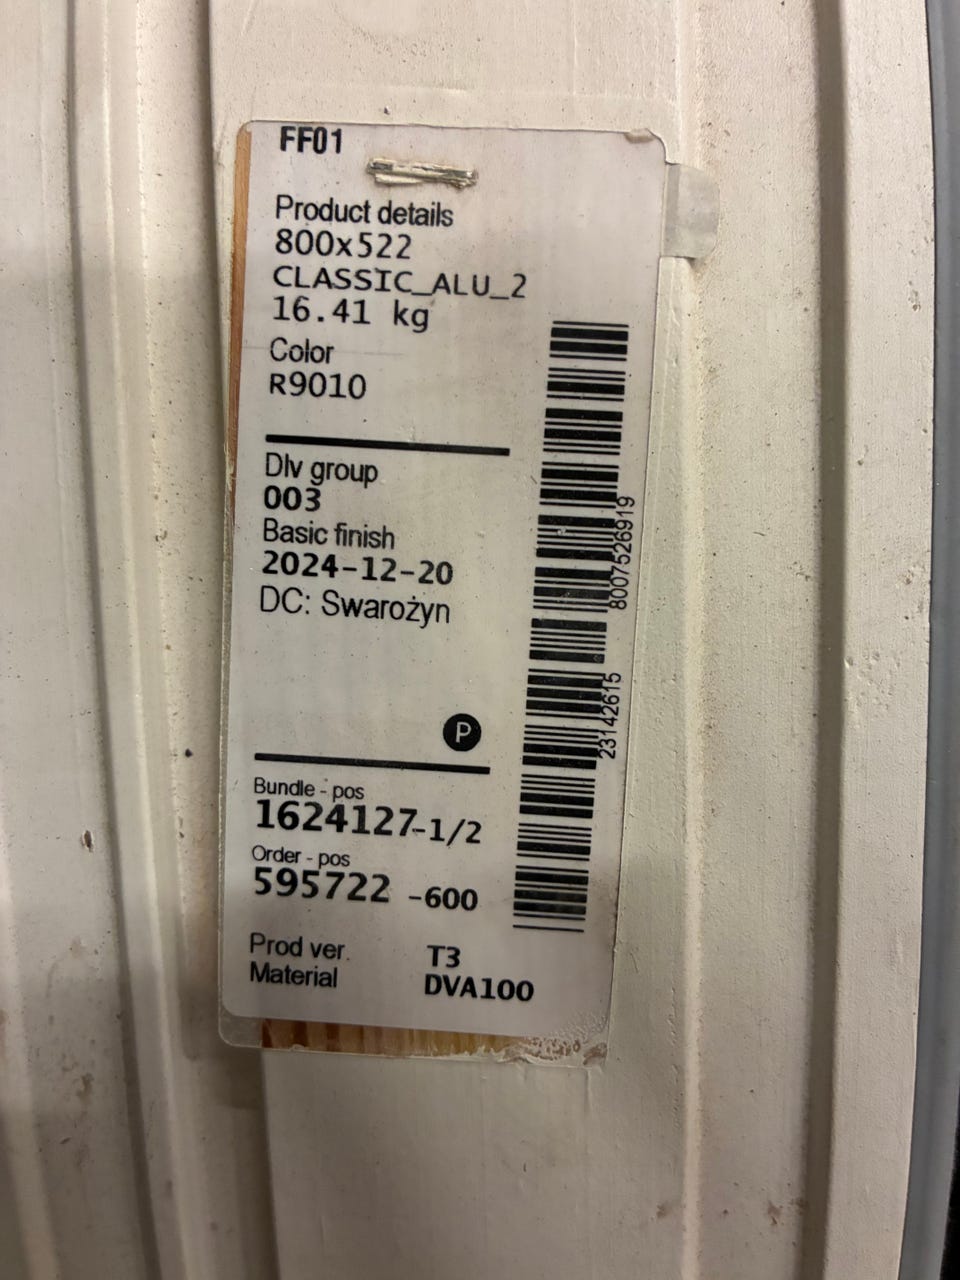 FF01
Product details
800x522
CLASSIC_ALU_2
16.41 kg
Color
R9010
Dlv group
003
Basic finish
2024-12-20
DC: Swarożyn
P
Bundle - pos
1624127-1/2
Order - pos
595722 -600
Prod ver. T3
Material DVA100
8007526919
23142615